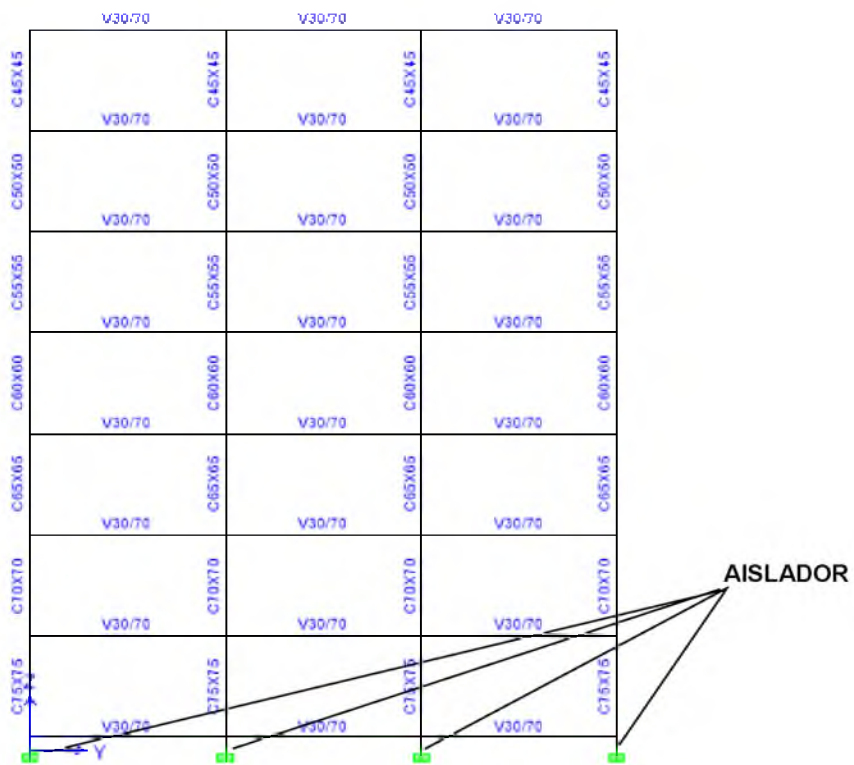 V30/70 V30/70 V30/70
C45X45 C45X45 C45X45 C45X45
V30/70 V30/70 V30/70
C50X50 C50X50 C50X50 C50X50
V30/70 V30/70 V30/70
C55X55 C55X55 C55X55 C55X55
V30/70 V30/70 V30/70
C60X60 C60X60 C60X60 C60X60
V30/70 V30/70 V30/70
C65X65 C65X65 C65X65 C65X65
V30/70 V30/70 V30/70
C70X70 C70X70 C70X70 C70X70
AISLADOR
V30/70 V30/70 V30/70
C75X75 C75X75 C75X75 C75X75
V30/70 V30/70 V30/70
Y